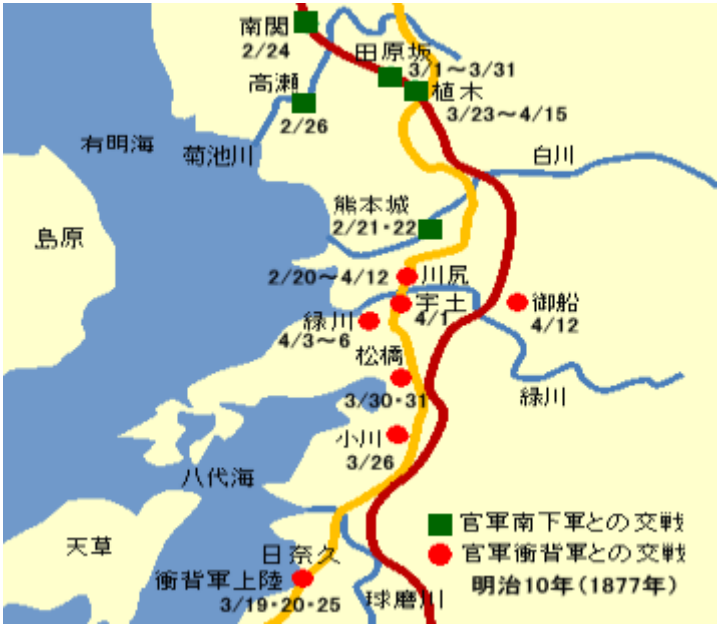 南関
2/24
田原坂
3/1～3/31
高瀬
2/26
植木
3/23～4/15
有明海
菊池川
白川
熊本城
2/21・22
島原
2/20～4/12
川尻
宇土
4/1
御船
4/12
緑川
4/3～6
松橋
3/30・31
緑川
小川
3/26
八代海
天草
日奈久
衝背軍上陸
3/19・20・25
球磨川
官軍南下軍との交戦
官軍衝背軍との交戦
明治10年（1877年）